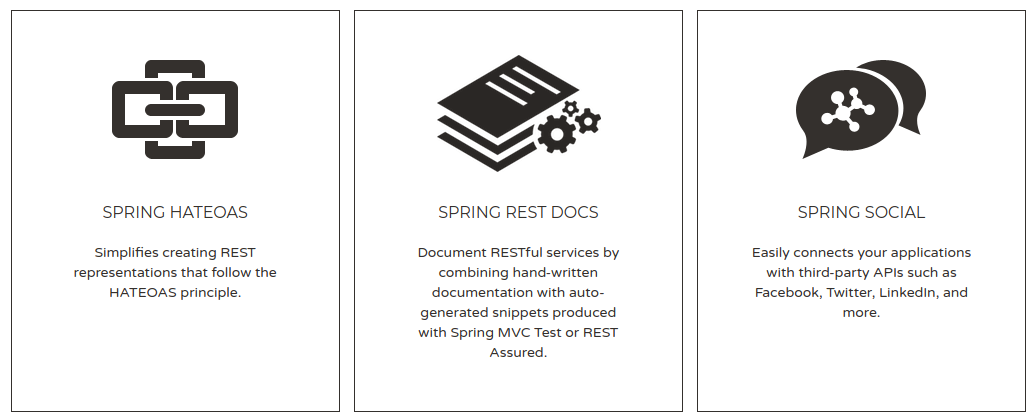 SPRING HATEOAS
Simplifies creating REST
representations that follow the
HATEOAS principle.
SPRING REST DOCS
Document RESTful services by
combining hand-written
documentation with auto-
generated snippets produced
with Spring MVC Test or REST
Assured.
SPRING SOCIAL
Easily connects your applications
with third-party APIs such as
Facebook, Twitter, LinkedIn, and
more.